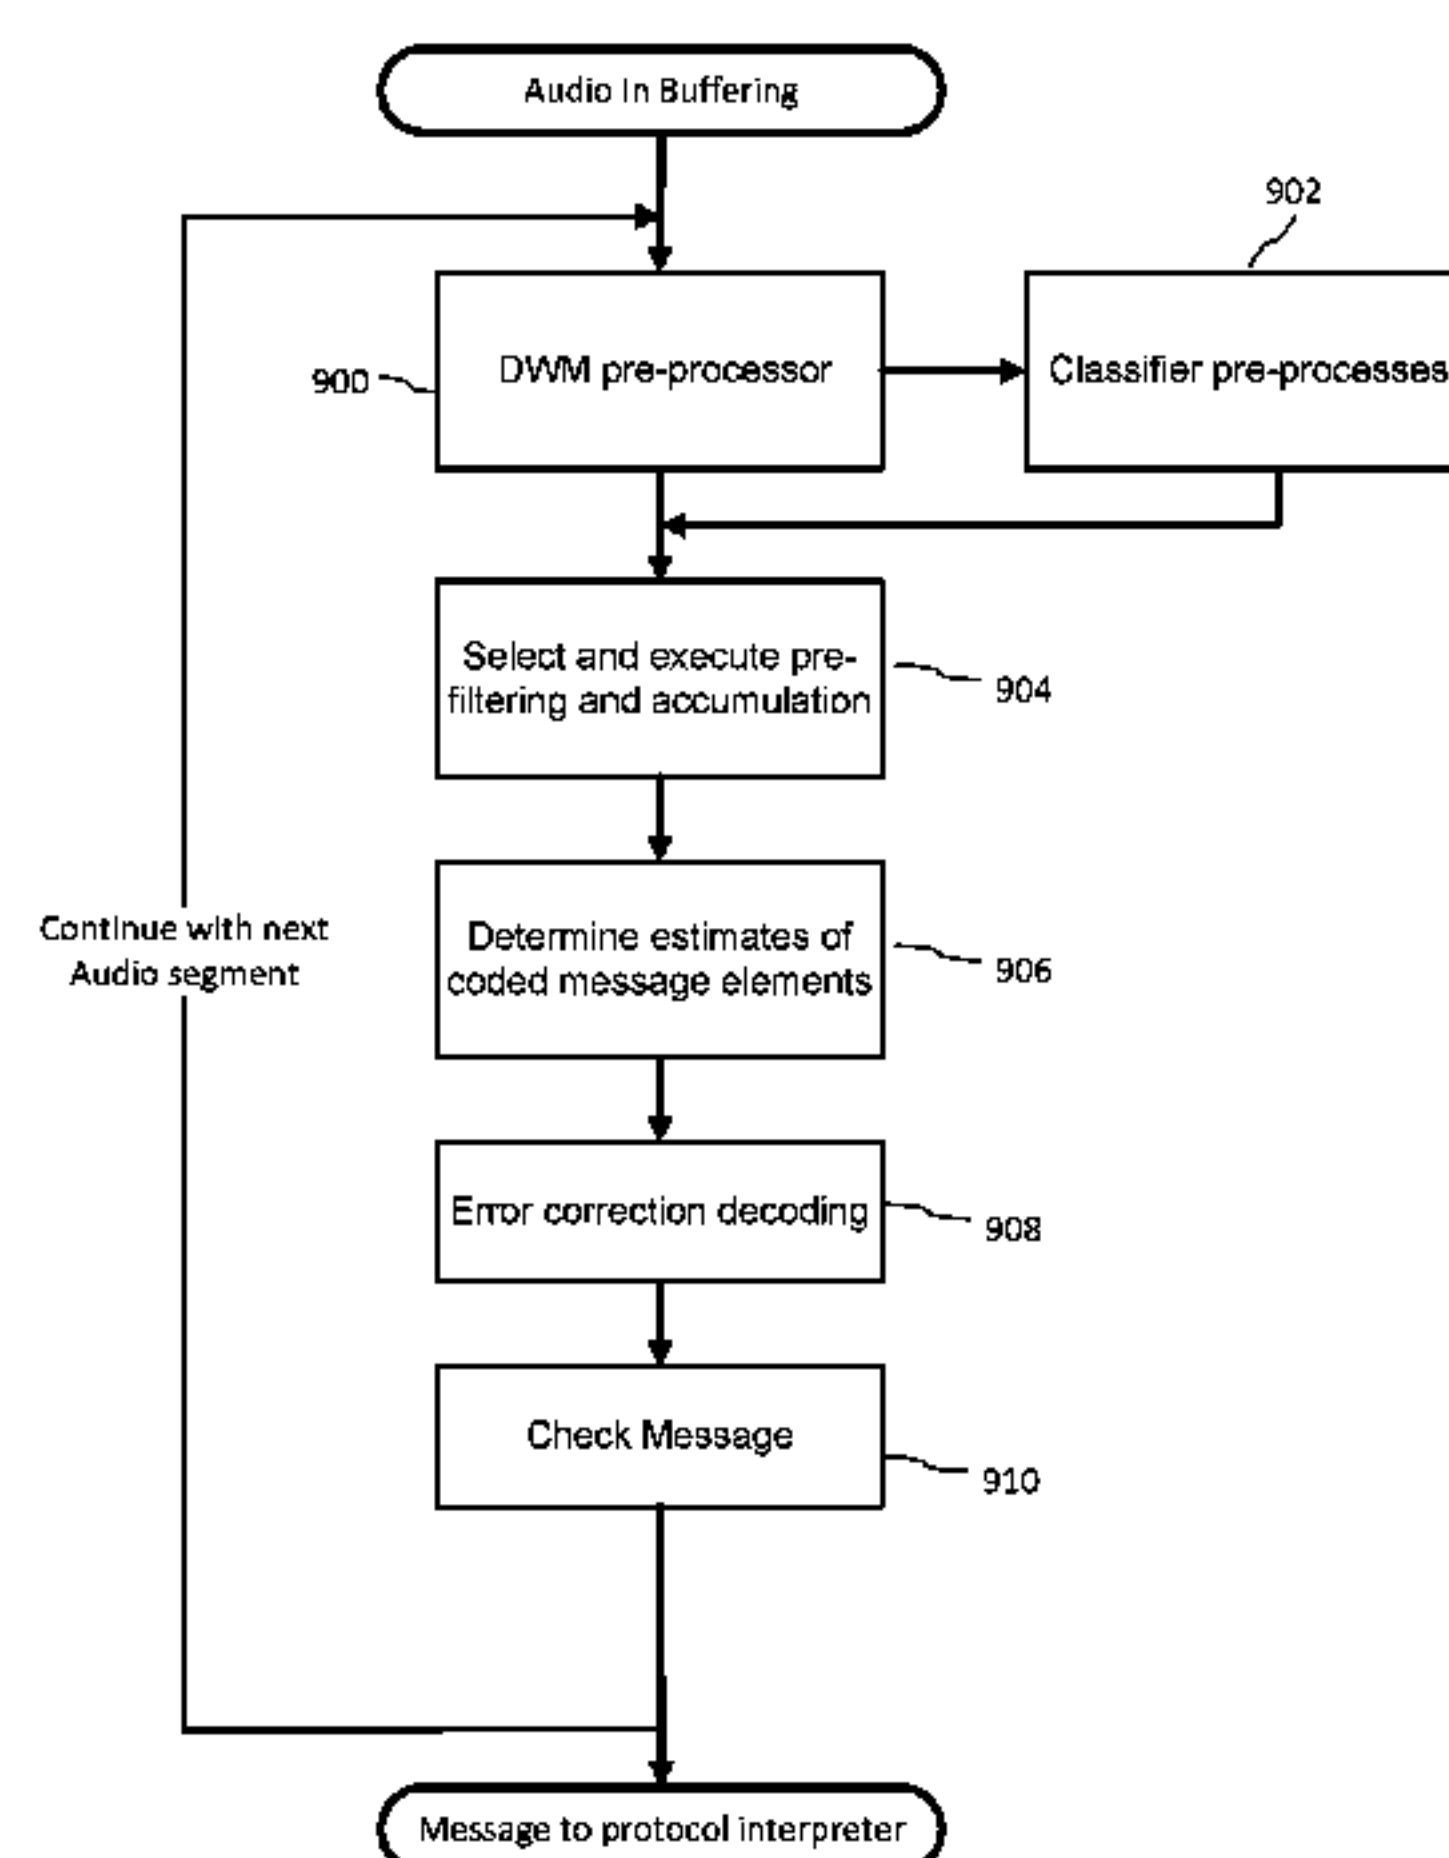 Audio In Buffering
902
DWM pre-processor
Classifier pre-processes
900
Select and execute pre-
filtering and accumulation
904
Continue with next
Audio segment
Determine estimates of
coded message elements
906
Error correction decoding
908
Check Message
910
Message to protocol interpreter